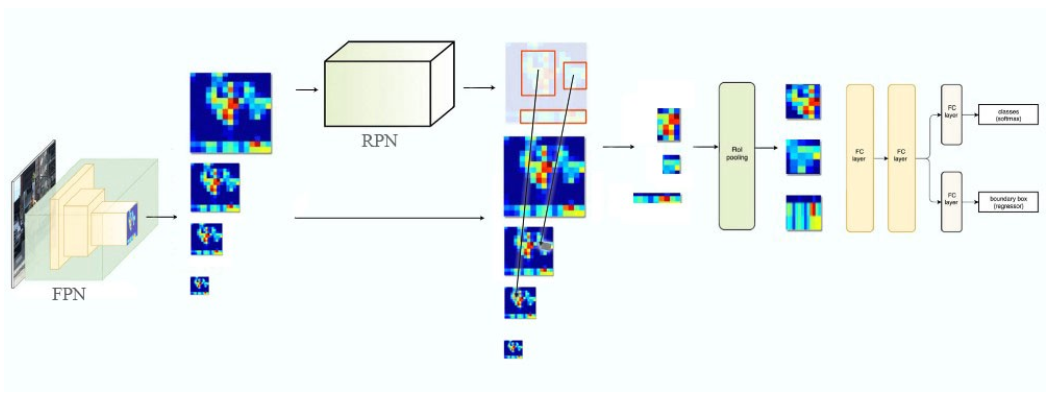 FPN
RPN
RoI
pooling
FC
layer
FC
layer
FC
layer
classes
(softmax)
FC
layer
boundary box
(regressor)